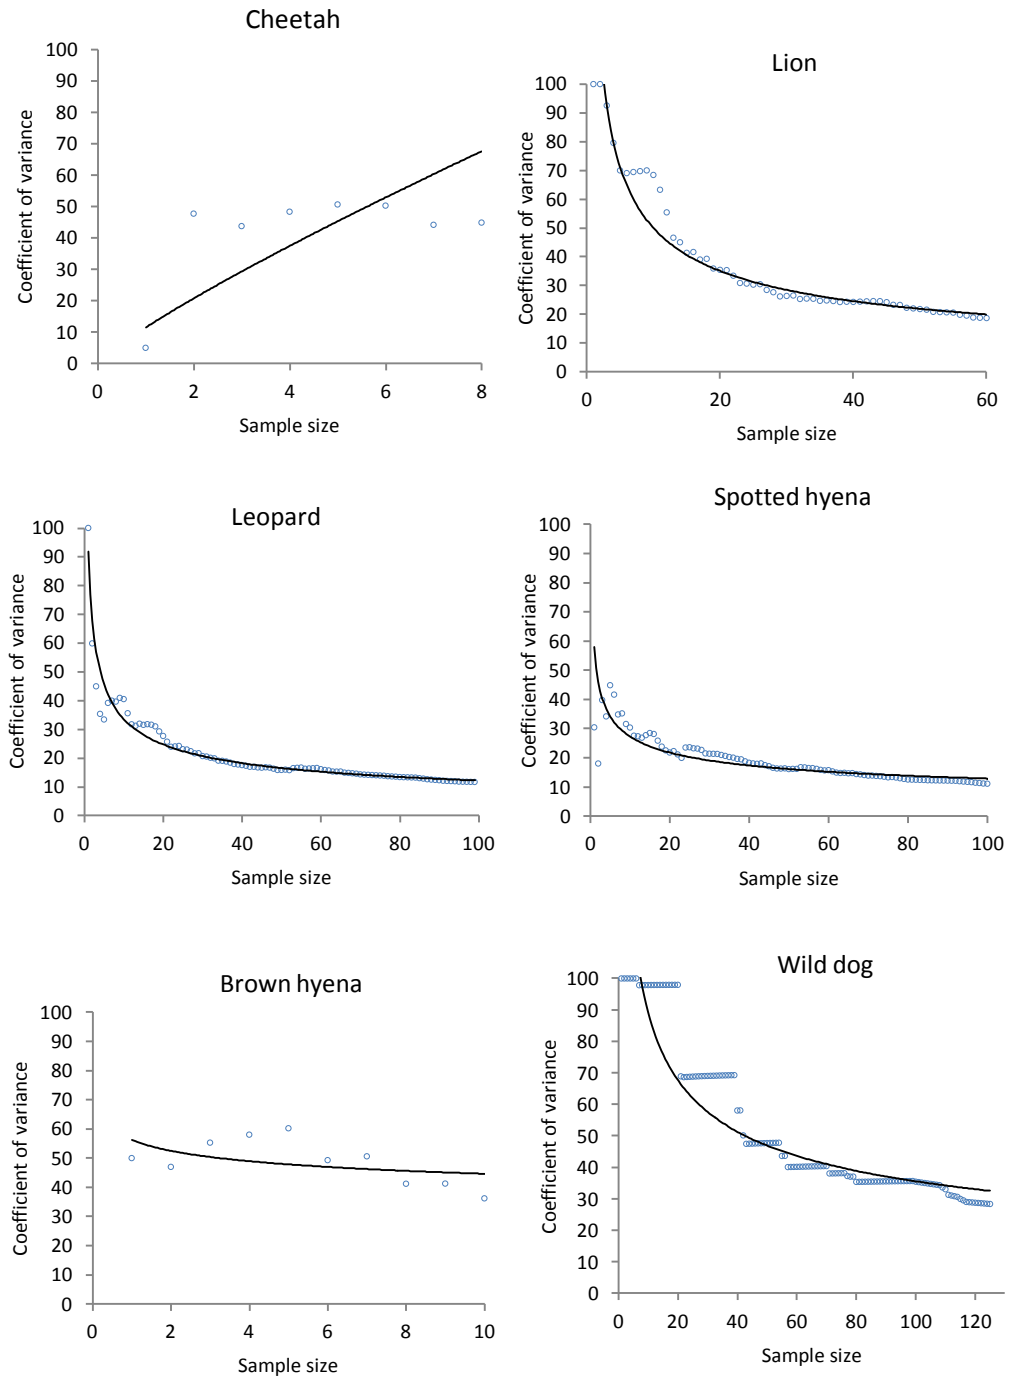 Cheetah
100
90
80
70
60
50
40
30
20
10
0
Coefficient of variance
0 2 4 6 8
Sample size
Lion
100
90
80
70
60
50
40
30
20
10
0
Coefficient of variance
0 20 40 60
Sample size
Leopard
100
90
80
70
60
50
40
30
20
10
0
Coefficient of variance
0 20 40 60 80 100
Sample size
Spotted hyena
100
90
80
70
60
50
40
30
20
10
0
Coefficient of variance
0 20 40 60 80 100
Sample size
Brown hyena
100
90
80
70
60
50
40
30
20
10
0
Coefficient of variance
0 2 4 6 8 10
Sample size
Wild dog
100
90
80
70
60
50
40
30
20
10
0
Coefficient of variance
0 20 40 60 80 100 120
Sample size